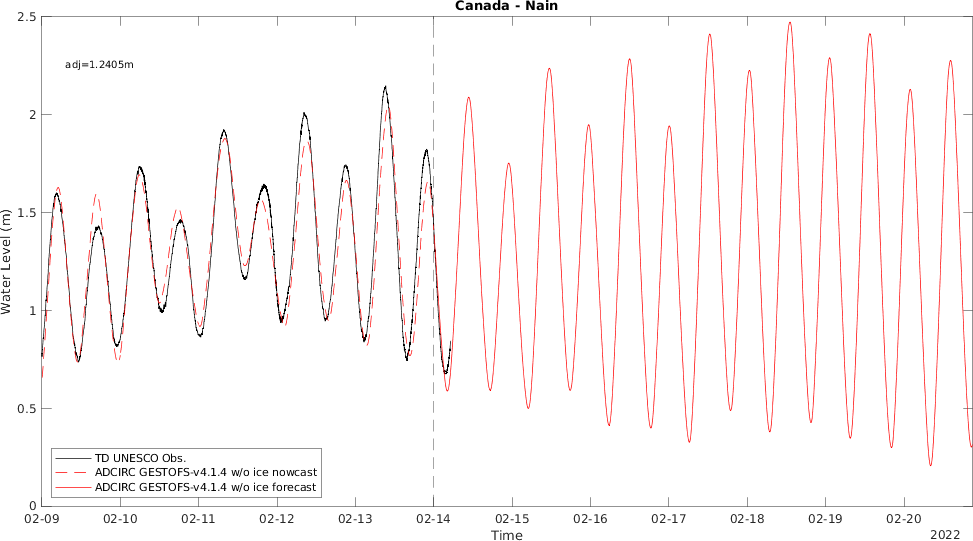 Canada - Nain
2.5
adj=1.2405m
2
1.5
Water Level (m)
1
0.5
TD UNESCO Obs.
ADCIRC GESTOFS-v4.1.4 w/o ice nowcast
ADCIRC GESTOFS-v4.1.4 w/o ice forecast
0
02-09 02-10 02-11 02-12 02-13 02-14 02-15 02-16 02-17 02-18 02-19 02-20
Time
2022